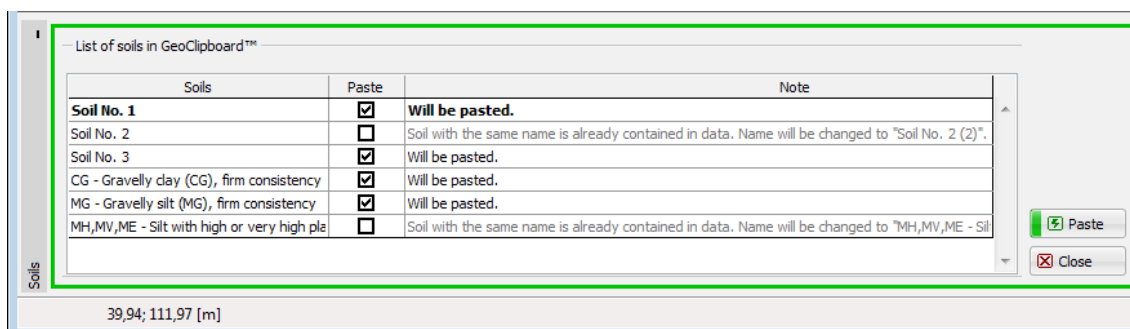 List of soils in GeoClipboard™
Soils Paste Note
Soil No. 1 Will be pasted.
Soil No. 2 Soil with the same name is already contained in data. Name will be changed to "Soil No. 2 (2)".
Soil No. 3 Will be pasted.
CG - Gravelly clay (CG), firm consistency Will be pasted.
MG - Gravelly silt (MG), firm consistency Will be pasted.
MH,MV,ME - Silt with high or very high pla Soil with the same name is already contained in data. Name will be changed to "MH,MV,ME - Sil
Paste
Close
Soils
39,94; 111,97 [m]